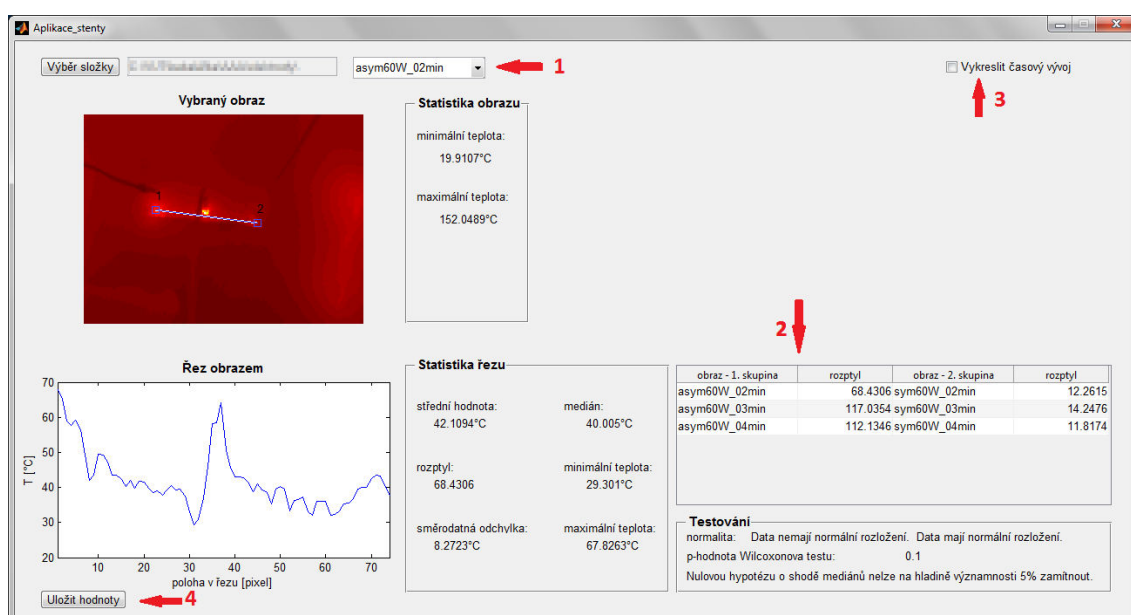 Aplikace_stenty
Výběr složky
asym60W_02min
1
Vykreslit časový vývoj
3
Vybraný obraz
1
2
Statistika obrazu
minimální teplota:
19.9107°C
maximální teplota:
152.0489°C
2
Řez obrazem
70
60
50
40
30
20
T [°C]
10 20 30 40 50 60 70
poloha v řezu [pixel]
Uložit hodnoty
4
Statistika řezu
střední hodnota: medián:
42.1094°C 40.005°C
rozptyl: minimální teplota:
68.4306 29.301°C
směrodatná odchylka: maximální teplota:
8.2723°C 67.8263°C
obraz - 1. skupina rozptyl obraz - 2. skupina rozptyl
asym60W_02min 68.4306 sym60W_02min 12.2615
asym60W_03min 117.0354 sym60W_03min 14.2476
asym60W_04min 112.1346 sym60W_04min 11.8174
Testování
normalita: Data nemají normální rozložení. Data mají normální rozložení.
p-hodnota Wilcoxonova testu: 0.1
Nulovou hypotézu o shodě mediánů nelze na hladině významnosti 5% zamítnout.